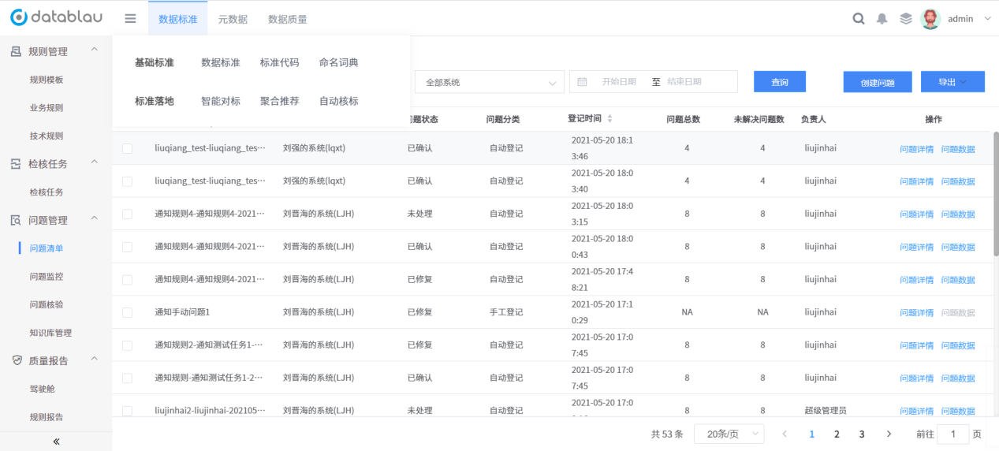 datablau 数据标准 元数据 数据质量 admin
规则管理
规则模板
业务规则
技术规则
检核任务
检核任务
问题管理
问题清单
问题监控
问题核验
知识库管理
质量报告
驾驶舱
规则报告
基础标准 数据标准 标准代码 命名词典
标准落地 智能对标 聚合推荐 自动核标
全部系统 开始日期 至 结束日期 查询 创建问题 导出
问题状态 问题分类 登记时间 问题总数 未解决问题数 负责人 操作
liuqiang_test-liuqiang_tes··· 刘强的系统(lqxt) 已确认 自动登记 2021-05-20 18:1 4 4 liujinhai 问题详情 问题数据
3:46
liuqiang_test-liuqiang_tes··· 刘强的系统(lqxt) 已确认 自动登记 2021-05-20 18:0 4 4 liujinhai 问题详情 问题数据
3:40
通知规则4-通知规则4-2021··· 刘晋海的系统(LJH) 未处理 自动登记 2021-05-20 18:0 8 8 liujinhai 问题详情 问题数据
3:15
通知规则4-通知规则4-2021··· 刘晋海的系统(LJH) 已确认 自动登记 2021-05-20 18:0 8 8 liujinhai 问题详情 问题数据
0:43
通知规则4-通知规则4-2021··· 刘晋海的系统(LJH) 已修复 自动登记 2021-05-20 17:4 8 8 liujinhai 问题详情 问题数据
8:21
通知手动问题1 刘晋海的系统(LJH) 已修复 手工登记 2021-05-20 17:1 NA NA liujinhai 问题详情 问题数据
0:29
通知规则2-通知测试任务1-··· 刘晋海的系统(LJH) 已修复 自动登记 2021-05-20 17:0 8 8 liujinhai 问题详情 问题数据
7:45
通知规则-通知测试任务1-2··· 刘晋海的系统(LJH) 已确认 自动登记 2021-05-20 17:0 8 8 liujinhai 问题详情 问题数据
7:45
liujinhai2-liujinhai-202105··· 刘晋海的系统(LJH) 未处理 自动登记 2021-05-20 17:0 8 8 超级管理员 问题详情 问题数据
共 53 条 20条/页 1 2 3 前往 1 页